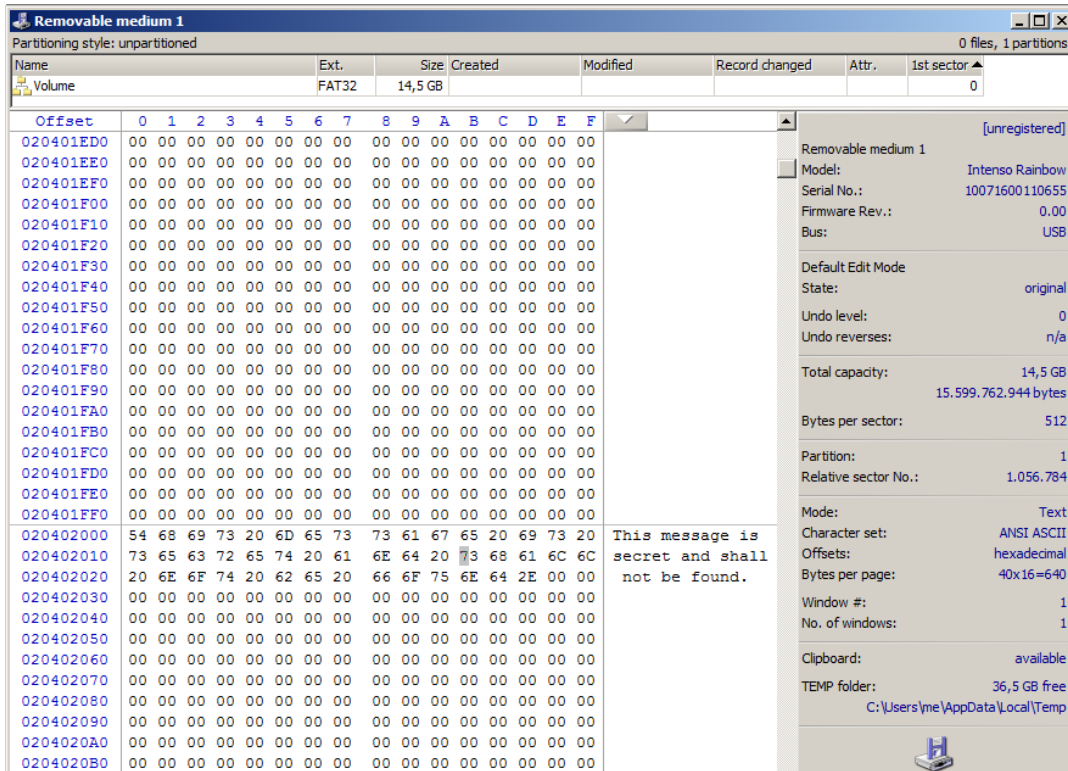 Removable medium 1
Partitioning style: unpartitioned 0 files, 1 partitions
Name Ext. Size Created Modified Record changed Attr. 1st sector
Volume FAT32 14,5 GB 0
Offset 0 1 2 3 4 5 6 7 8 9 A B C D E F
020401ED0 00 00 00 00 00 00 00 00 00 00 00 00 00 00 00 00
020401EE0 00 00 00 00 00 00 00 00 00 00 00 00 00 00 00 00
020401EF0 00 00 00 00 00 00 00 00 00 00 00 00 00 00 00 00
020401F00 00 00 00 00 00 00 00 00 00 00 00 00 00 00 00 00
020401F10 00 00 00 00 00 00 00 00 00 00 00 00 00 00 00 00
020401F20 00 00 00 00 00 00 00 00 00 00 00 00 00 00 00 00
020401F30 00 00 00 00 00 00 00 00 00 00 00 00 00 00 00 00
020401F40 00 00 00 00 00 00 00 00 00 00 00 00 00 00 00 00
020401F50 00 00 00 00 00 00 00 00 00 00 00 00 00 00 00 00
020401F60 00 00 00 00 00 00 00 00 00 00 00 00 00 00 00 00
020401F70 00 00 00 00 00 00 00 00 00 00 00 00 00 00 00 00
020401F80 00 00 00 00 00 00 00 00 00 00 00 00 00 00 00 00
020401F90 00 00 00 00 00 00 00 00 00 00 00 00 00 00 00 00
020401FA0 00 00 00 00 00 00 00 00 00 00 00 00 00 00 00 00
020401FB0 00 00 00 00 00 00 00 00 00 00 00 00 00 00 00 00
020401FC0 00 00 00 00 00 00 00 00 00 00 00 00 00 00 00 00
020401FD0 00 00 00 00 00 00 00 00 00 00 00 00 00 00 00 00
020401FE0 00 00 00 00 00 00 00 00 00 00 00 00 00 00 00 00
020401FF0 00 00 00 00 00 00 00 00 00 00 00 00 00 00 00 00
020402000 54 68 69 73 20 6D 65 73 73 61 67 65 20 69 73 20 This message is
020402010 73 65 63 72 65 74 20 61 6E 64 20 73 68 61 6C 6C secret and shall
020402020 20 6E 6F 74 20 62 65 20 66 6F 75 6E 64 2E 00 00 not be found.
020402030 00 00 00 00 00 00 00 00 00 00 00 00 00 00 00 00
020402040 00 00 00 00 00 00 00 00 00 00 00 00 00 00 00 00
020402050 00 00 00 00 00 00 00 00 00 00 00 00 00 00 00 00
020402060 00 00 00 00 00 00 00 00 00 00 00 00 00 00 00 00
020402070 00 00 00 00 00 00 00 00 00 00 00 00 00 00 00 00
020402080 00 00 00 00 00 00 00 00 00 00 00 00 00 00 00 00
020402090 00 00 00 00 00 00 00 00 00 00 00 00 00 00 00 00
0204020A0 00 00 00 00 00 00 00 00 00 00 00 00 00 00 00 00
0204020B0 00 00 00 00 00 00 00 00 00 00 00 00 00 00 00 00
[unregistered]
Removable medium 1
Model: Intenso Rainbow
Serial No.: 10071600110655
Firmware Rev.: 0.00
Bus: USB
Default Edit Mode
State: original
Undo level: 0
Undo reverses: n/a
Total capacity: 14,5 GB
15.599.762.944 bytes
Bytes per sector: 512
Partition: 1
Relative sector No.: 1.056.784
Mode: Text
Character set: ANSI ASCII
Offsets: hexadecimal
Bytes per page: 40x16=640
Window #: 1
No. of windows: 1
Clipboard: available
TEMP folder: 36,5 GB free
C:\Users\me\AppData\Local\Temp